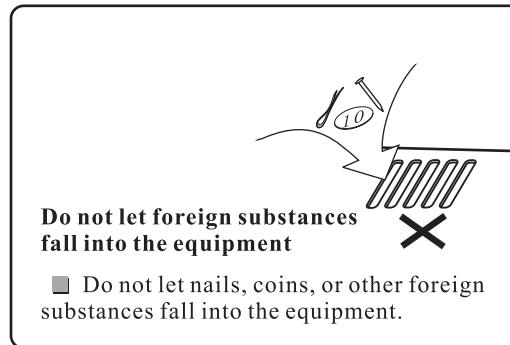 10
Do not let foreign substances
fall into the equipment
Do not let nails, coins, or other foreign
substances fall into the equipment.